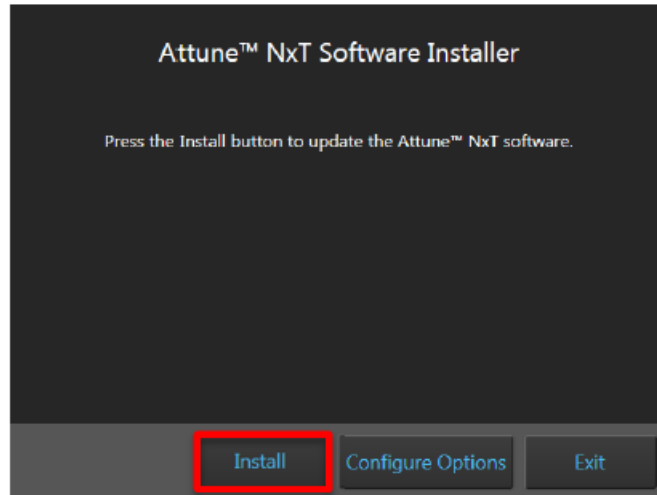 Attune™ NxT Software Installer
Press the Install button to update the Attune™ NxT software.
Install
Configure Options
Exit